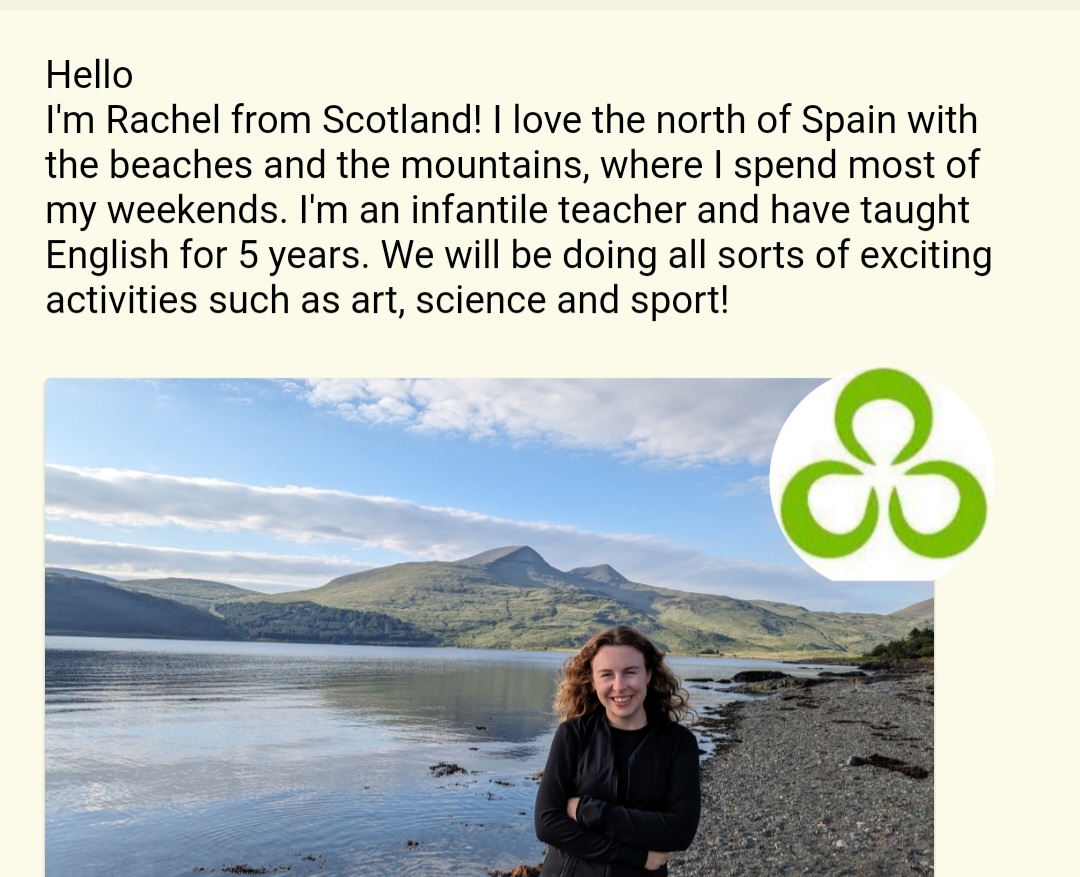 Hello
I'm Rachel from Scotland! I love the north of Spain with
the beaches and the mountains, where I spend most of
my weekends. I'm an infantile teacher and have taught
English for 5 years. We will be doing all sorts of exciting
activities such as art, science and sport!